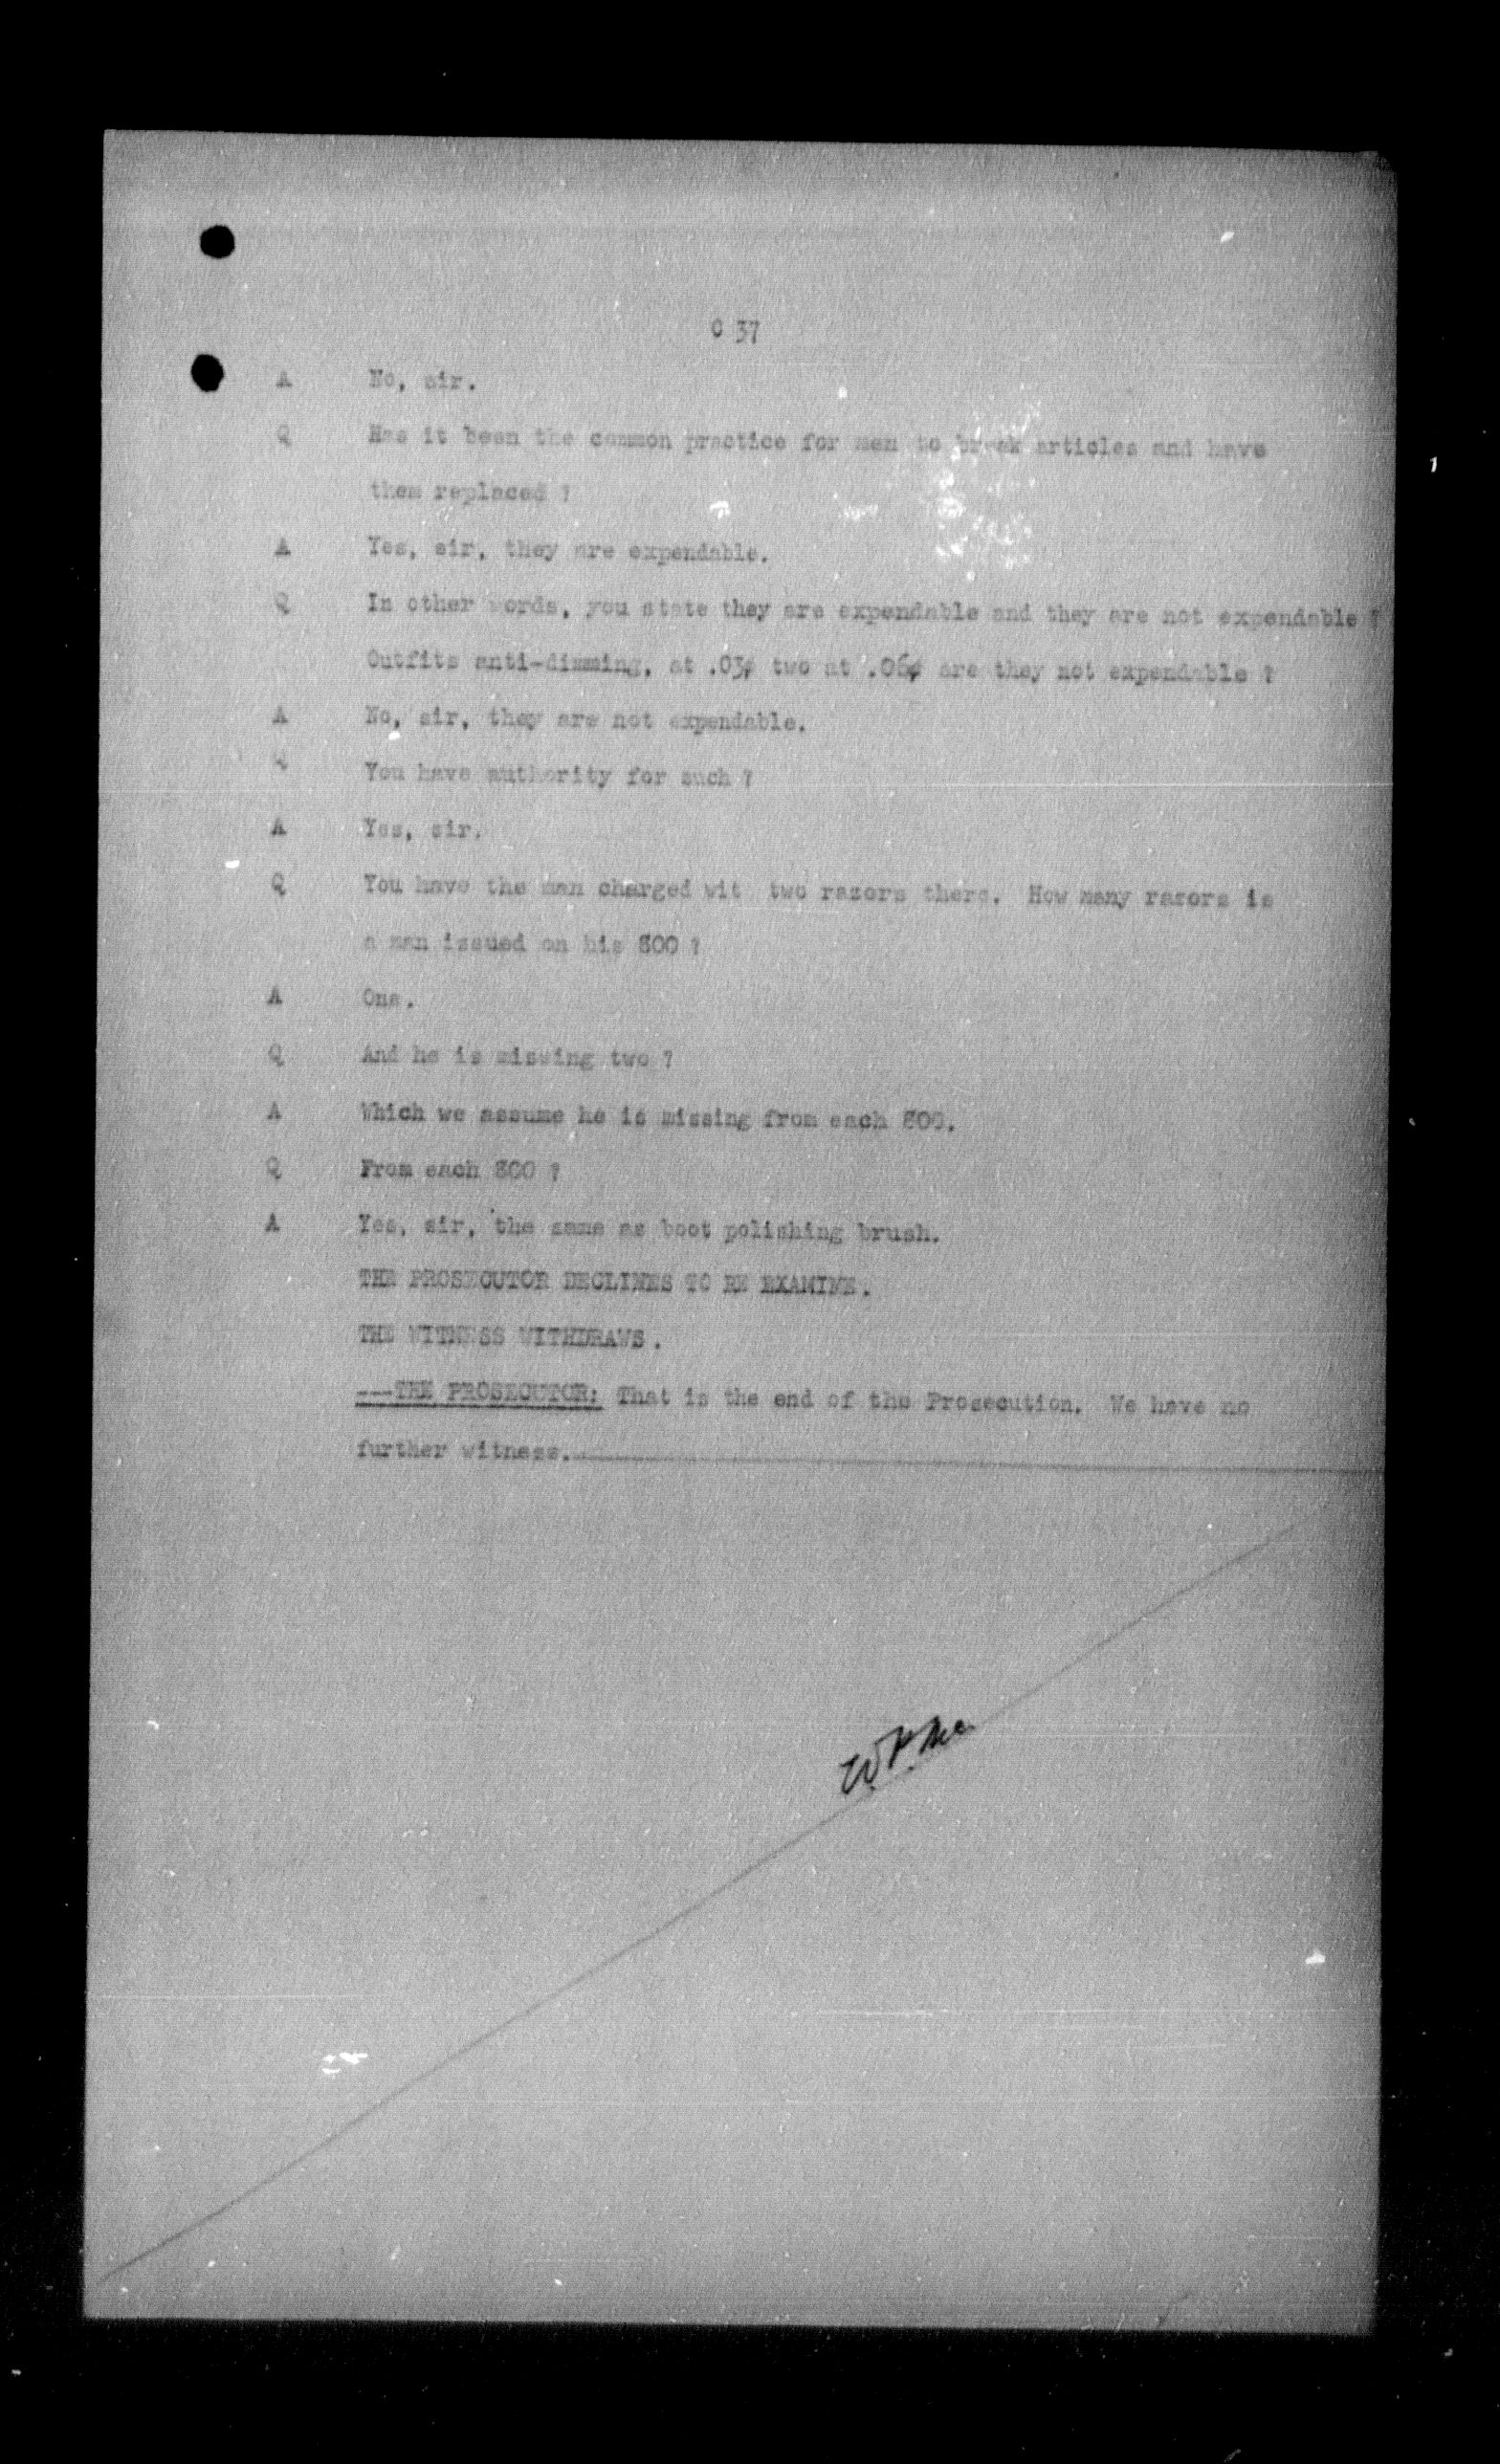 C 37
A No, sir.
Q Has it been the common practice for men to break articles and have
them replaced ?
A Yes, sir, they are expendable.
Q In other words, you state they are expendable and they are not expendable ?
Outfits anti-dimming, at .03¢ two at .06¢ are they not expendable ?
A No, sir, they are not expendable.
Q You have authority for such ?
A Yes, sir.
Q You have the man charged wit two razors there. How many razors is
a man issued on his 800 ?
A One.
Q And he is missing two ?
A Which we assume he is missing from each 800.
Q From each 800 ?
A Yes, sir, the same as boot polishing brush.
THE PROSECUTOR DECLINES TO RE EXAMINE.
THE WITNESS WITHDRAWS.
---THE PROSECUTOR: That is the end of the Prosecution. We have no
further witness.